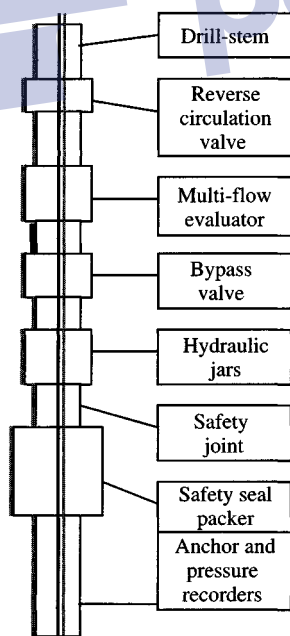 Drill-stem
Reverse
circulation
valve
Multi-flow
evaluator
Bypass
valve
Hydraulic
jars
Safety
joint
Safety seal
packer
Anchor and
pressure
recorders